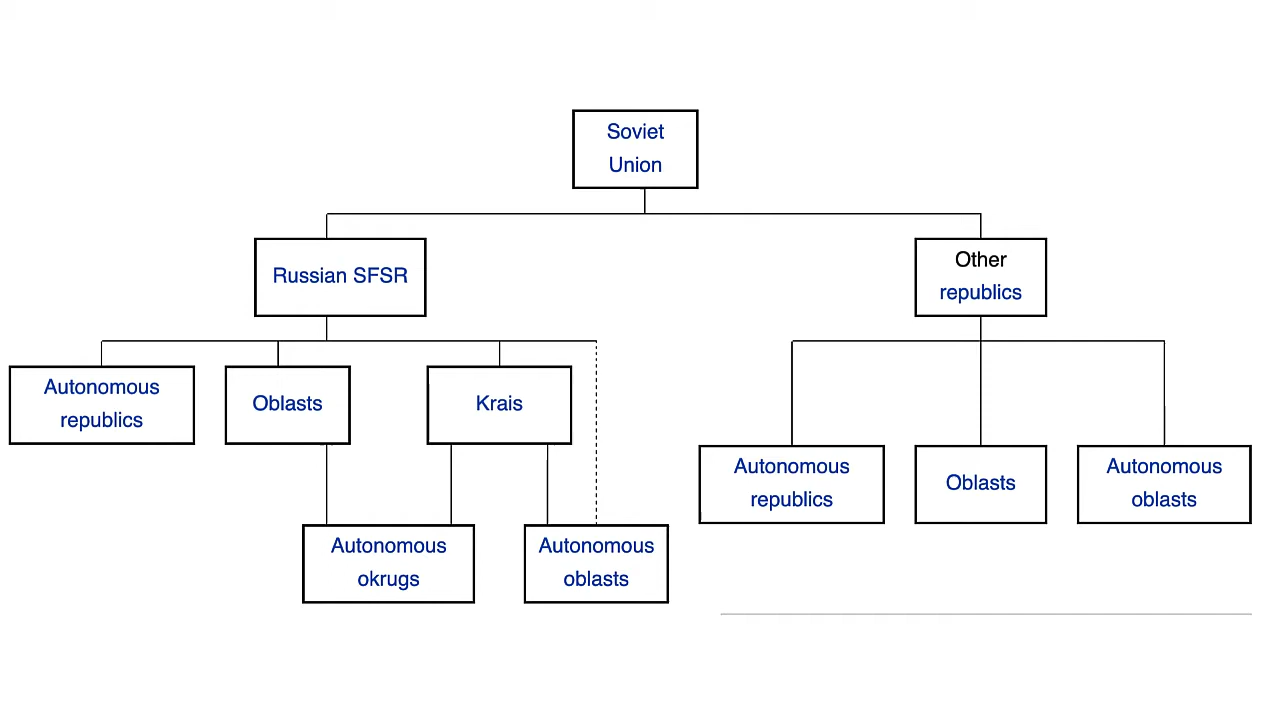 Soviet
Union
Russian SFSR
Other
republics
Autonomous
republics
Oblasts
Krais
Autonomous
republics
Oblasts
Autonomous
oblasts
Autonomous
okrugs
Autonomous
oblasts